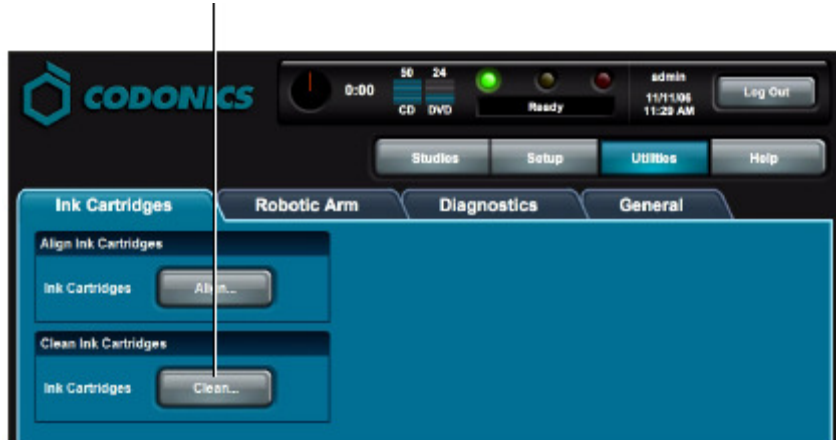 CODONICS
0:00
50 24
CD DVD
Ready
admin
11/11/06
11:29 AM
Log Out
Studies Setup Utilities Help
Ink Cartridges Robotic Arm Diagnostics General
Align Ink Cartridges
Ink Cartridges Align...
Clean Ink Cartridges
Ink Cartridges Clean...